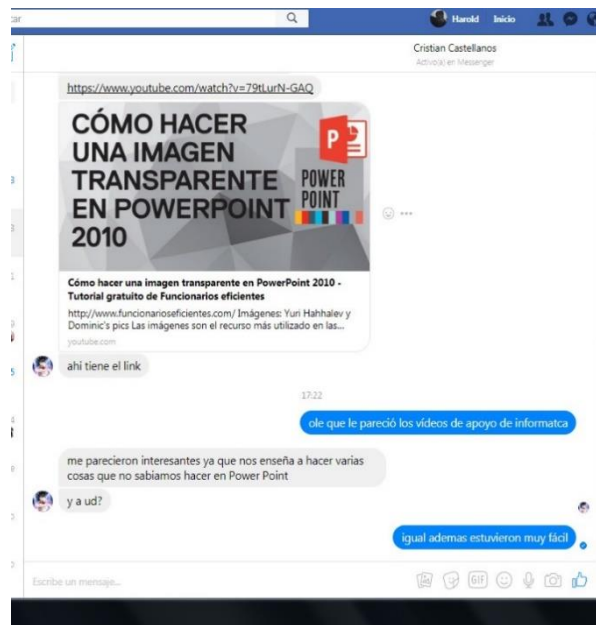 tar
Harold Inicio
Cristian Castellanos
Activo(a) en Messenger
https://www.youtube.com/watch?v=79tLurN-GAQ
CÓMO HACER
UNA IMAGEN
TRANSPARENTE
EN POWERPOINT
2010
P
POWER
POINT
Cómo hacer una imagen transparente en PowerPoint 2010 -
Tutorial gratuito de Funcionarios eficientes
http://www.funcionarioseficientes.com/ Imágenes: Yuri Hahhalev y
Dominic's pics Las imágenes son el recurso más utilizado en las...
youtube.com
ahi tiene el link
17:22
ole que le pareció los vídeos de apoyo de informatca
me parecieron interesantes ya que nos enseña a hacer varias
cosas que no sabiamos hacer en Power Point
y a ud?
igual ademas estuvieron muy fácil
Escribe un mensaje...
GIF